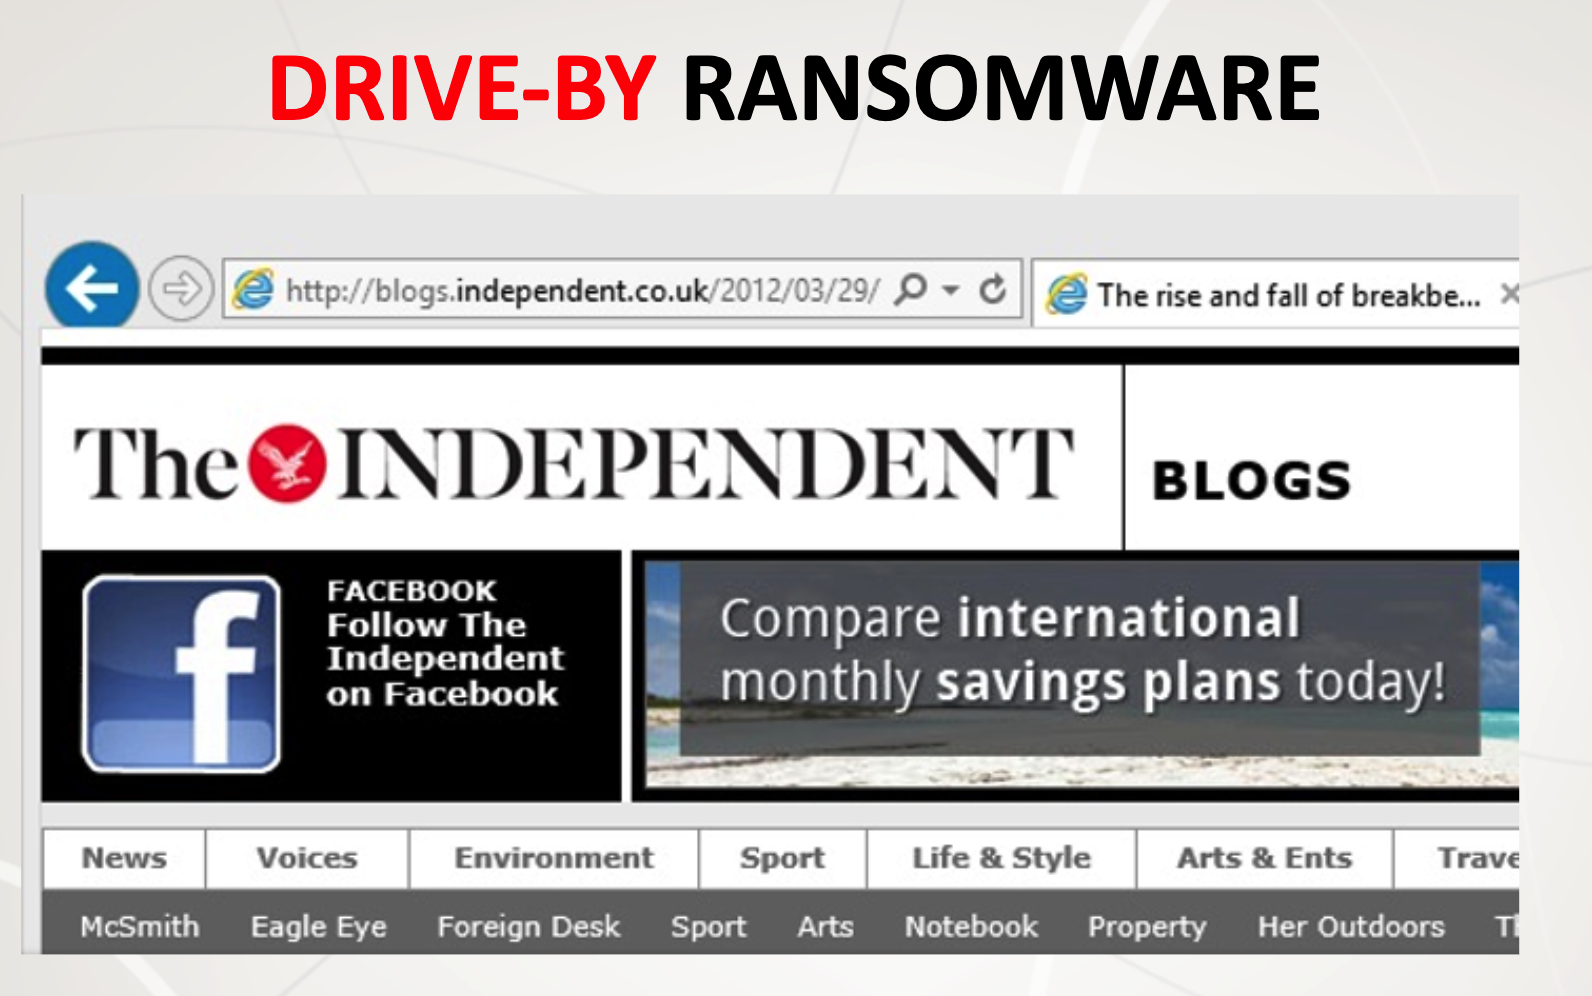 DRIVE-BY RANSOMWARE
http://blogs.independent.co.uk/2012/03/29/ The rise and fall of breakbe...
The INDEPENDENT
BLOGS
FACEBOOK
Follow The
Independent
on Facebook
Compare international
monthly savings plans today!
News Voices Environment Sport Life & Style Arts & Ents Trave
McSmith Eagle Eye Foreign Desk Sport Arts Notebook Property Her Outdoors